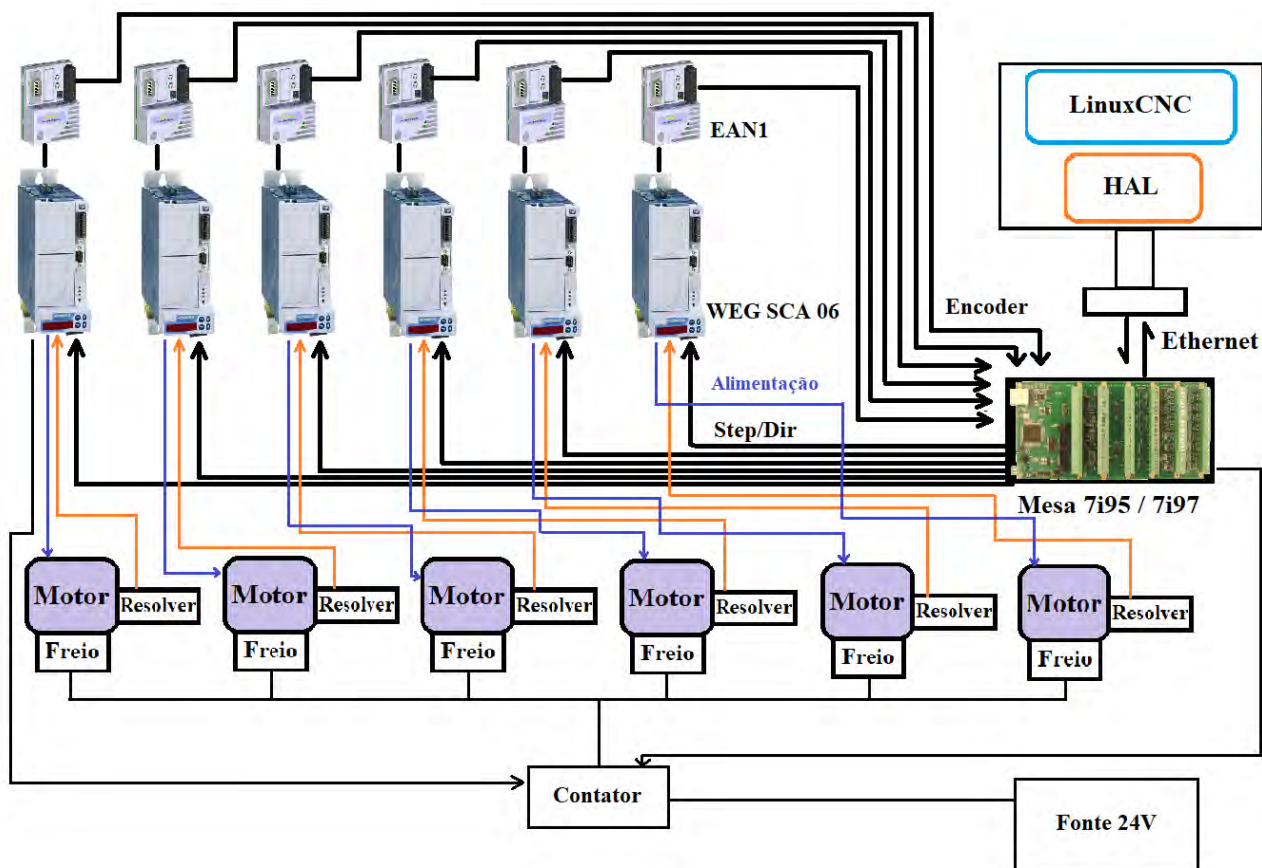 LinuxCNC
HAL
EAN1
WEG SCA 06
Encoder
Ethernet
Alimentação
Step/Dir
Mesa 7i95 / 7i97
Motor
Resolver
Freio
Motor
Resolver
Freio
Motor
Resolver
Freio
Motor
Resolver
Freio
Motor
Resolver
Freio
Motor
Resolver
Freio
Contator
Fonte 24V